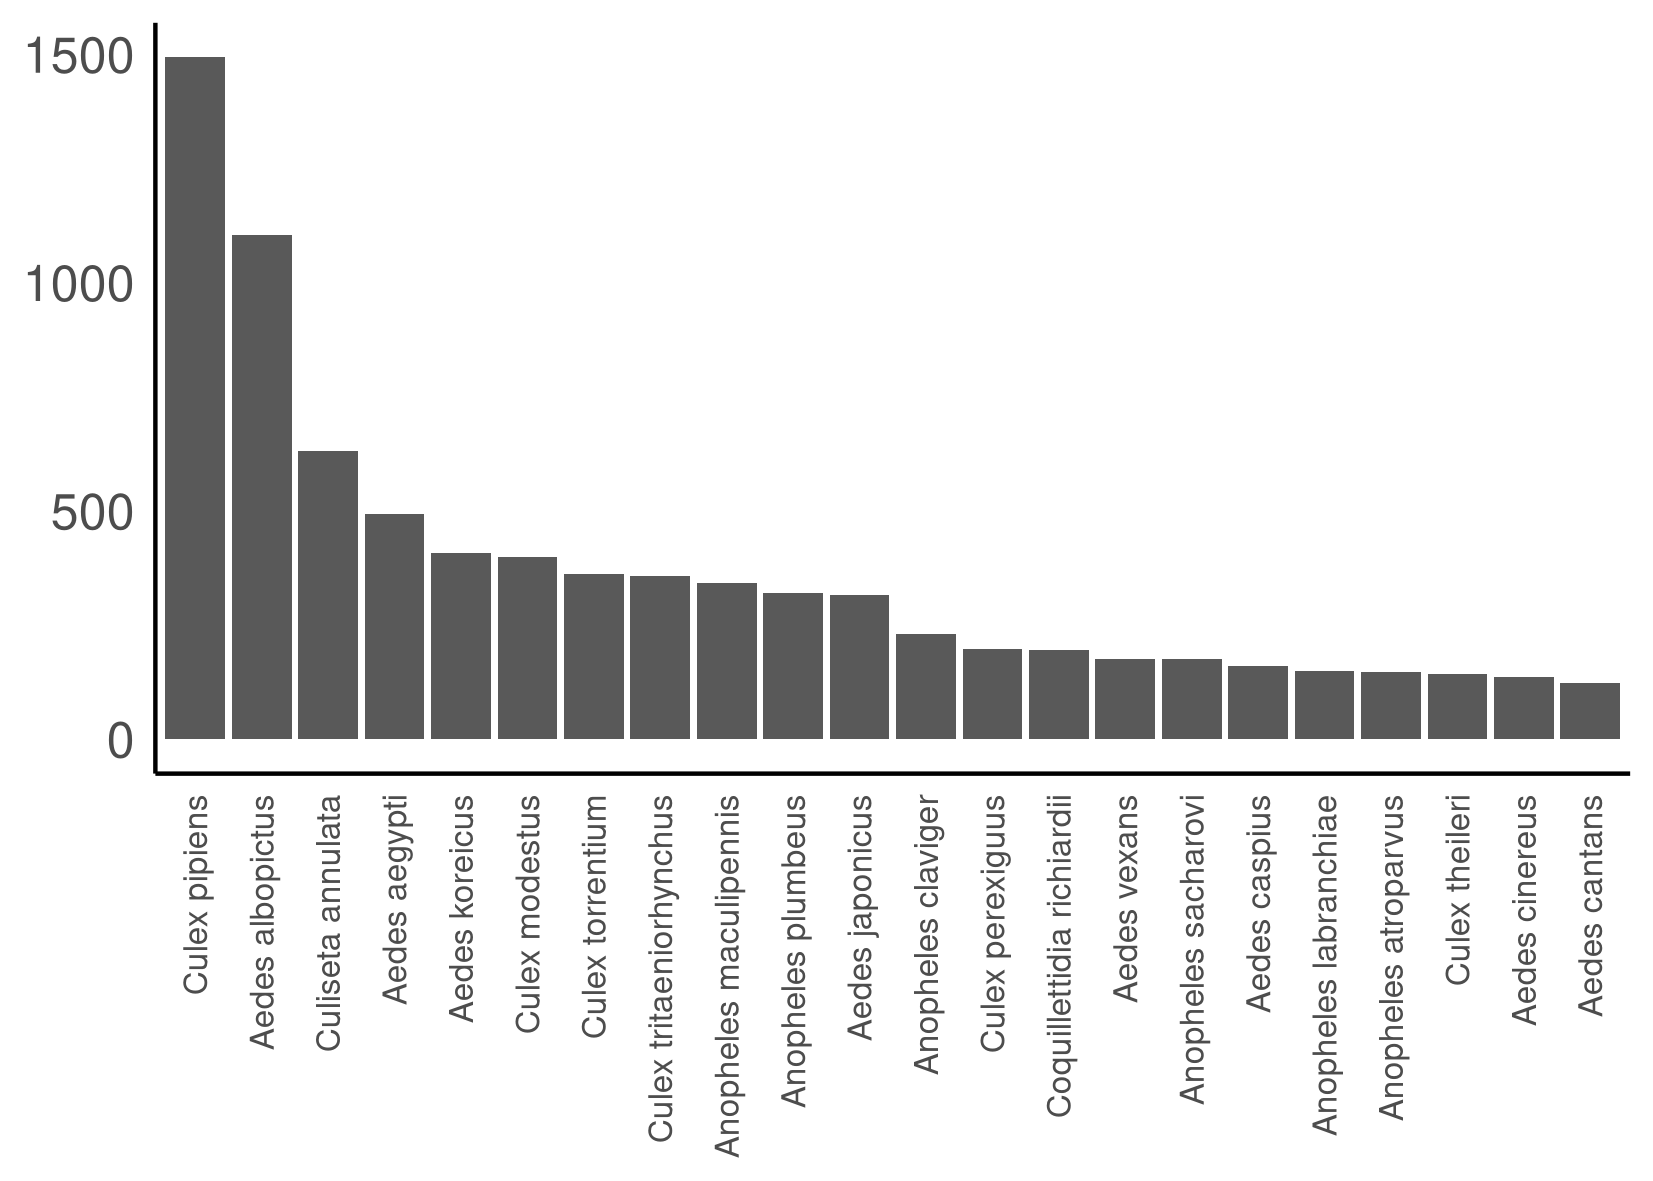 1500
1000
500
0
Culex pipiens
Aedes albopictus
Culiseta annulata
Aedes aegypti
Aedes koreicus
Culex modestus
Culex torrentium
Culex tritaeniorhynchus
Anopheles maculipennis
Anopheles plumbeus
Aedes japonicus
Anopheles claviger
Culex perexiguus
Coquillettidia richiardii
Aedes vexans
Anopheles sacharovi
Aedes caspius
Anopheles labranchiae
Anopheles atroparvus
Culex theileri
Aedes cinereus
Aedes cantans